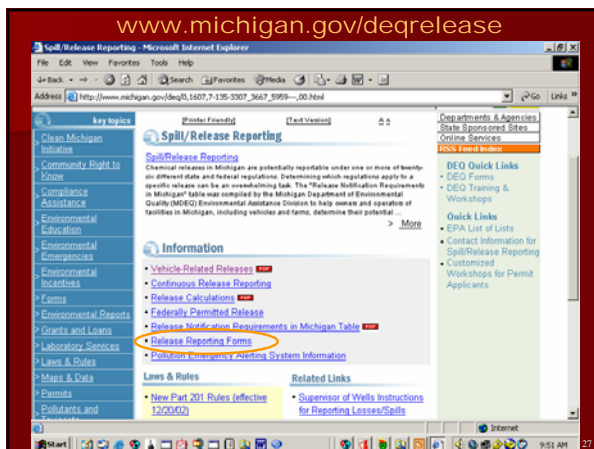 www.michigan.gov/deqrelease
Spill/Release Reporting - Microsoft Internet Explorer
File Edit View Favorites Tools Help
Back Search Favorites Media
Address http://www.michigan.gov/deq/0,1607,7-135-3307_3667_5959---,00.html Go Links
key topics
Clean Michigan
Initiative
Community Right to
Know
Compliance
Assistance
Environmental
Education
Environmental
Emergencies
Environmental
Incentives
Forms
Environmental Reports
Grants and Loans
Laboratory Services
Laws & Rules
Maps & Data
Permits
Pollutants and
[Printer Friendly] [Text Version] A A
Spill/Release Reporting
Spill/Release Reporting
Chemical releases in Michigan are potentially reportable under one or more of twenty-
six different state and federal regulations. Determining which regulations apply to a
specific release can be an overwhelming task. The "Release Notification Requirements
in Michigan" table was compiled by the Michigan Department of Environmental
Quality (MDEQ) Environmental Assistance Division to help owners and operators of
facilities in Michigan, including vehicles and farms, determine their potential ...
> More
Information
• Vehicle-Related Releases PDF
• Continuous Release Reporting
• Release Calculations PDF
• Federally Permitted Release
• Release Notification Requirements in Michigan Table PDF
• Release Reporting Forms
• Pollution Emergency Alerting System Information
Laws & Rules
• New Part 201 Rules (effective
12/20/02)
Related Links
• Supervisor of Wells Instructions
for Reporting Losses/Spills
Departments & Agencies
State Sponsored Sites
Online Services
RSS Feed Index
DEQ Quick Links
• DEQ Forms
• DEQ Training &
Workshops
Quick Links
• EPA List of Lists
• Contact Information for
Spill/Release Reporting
• Customized
Workshops for Permit
Applicants
Internet
Start 9:51 AM
27